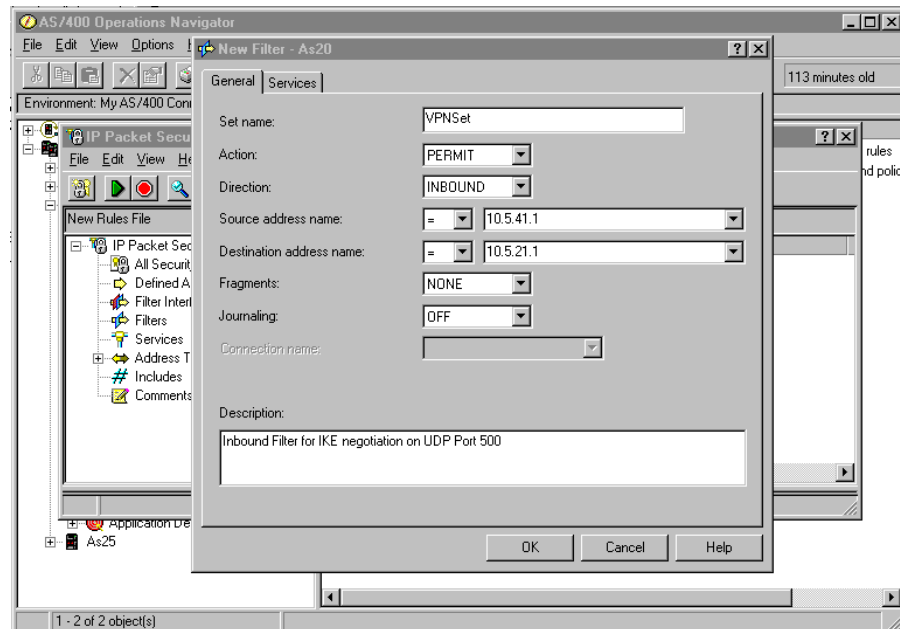 AS/400 Operations Navigator
File Edit View Options
113 minutes old
Environment: My AS/400 Con
IP Packet Secu
File Edit View He
New Rules File
IP Packet Sec
All Securit
Defined A
Filter Interf
Filters
Services
Address T
Includes
Comments
Application De
As25
1 - 2 of 2 object(s)
rules
nd polic
New Filter - As20
General Services
Set name: VPNSet
Action: PERMIT
Direction: INBOUND
Source address name: = 10.5.41.1
Destination address name: = 10.5.21.1
Fragments: NONE
Journaling: OFF
Connection name:
Description:
Inbound Filter for IKE negotiation on UDP Port 500
OK Cancel Help